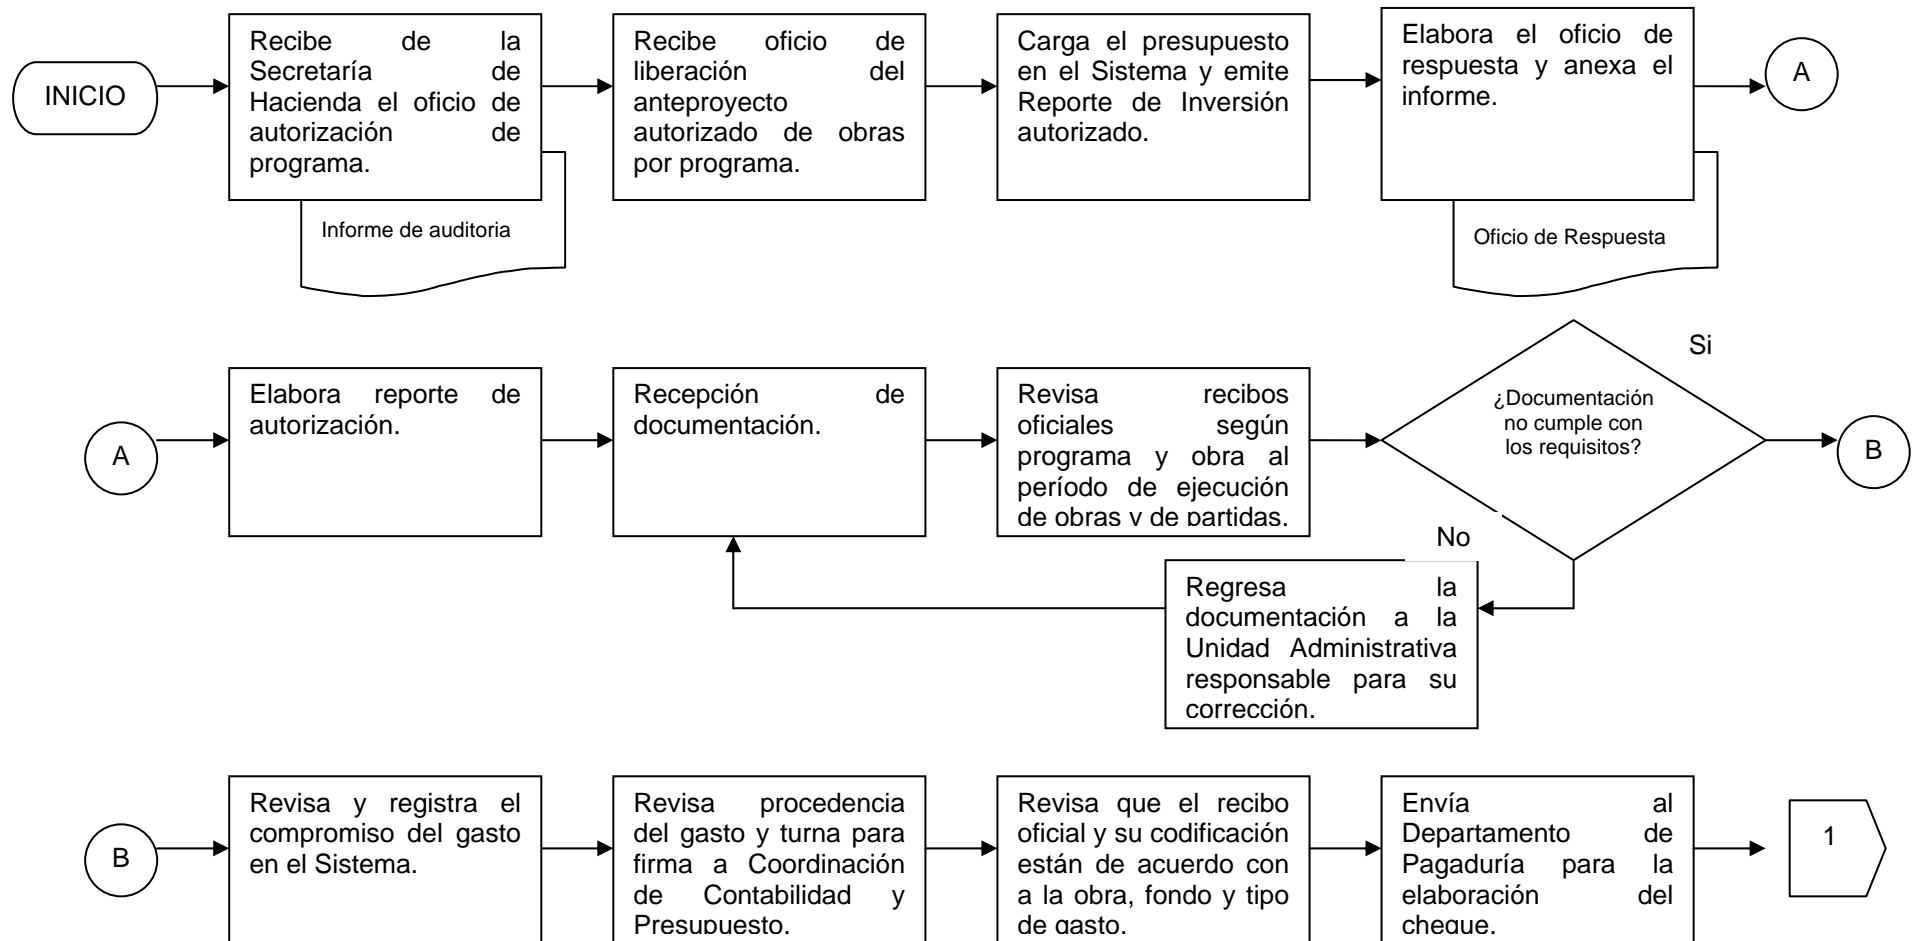 INICIO
Recibe de la
Secretaría de
Hacienda el oficio de
autorización de
programa.
Informe de auditoria
Recibe oficio de
liberación del
anteproyecto
autorizado de obras
por programa.
Carga el presupuesto
en el Sistema y emite
Reporte de Inversión
autorizado.
Elabora el oficio de
respuesta y anexa el
informe.
Oficio de Respuesta
A
A
Elabora reporte de
autorización.
Recepción de
documentación.
Revisa recibos
oficiales según
programa y obra al
período de ejecución
de obras y de partidas.
¿Documentación
no cumple con
los requisitos?
Si
B
No
Regresa la
documentación a la
Unidad Administrativa
responsable para su
corrección.
B
Revisa y registra el
compromiso del gasto
en el Sistema.
Revisa procedencia
del gasto y turna para
firma a Coordinación
de Contabilidad y
Presupuesto.
Revisa que el recibo
oficial y su codificación
están de acuerdo con
a la obra, fondo y tipo
de gasto.
Envía al
Departamento de
Pagaduría para la
elaboración del
cheque.
1